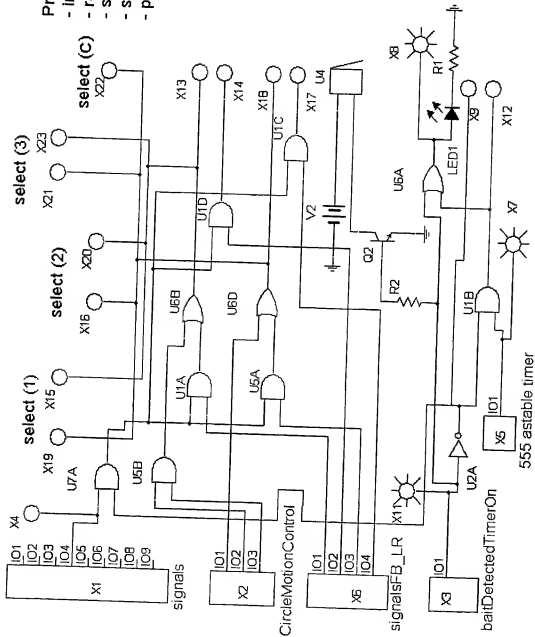 Pr
- i
- r
- s
- s
- p
select (1)
select (2)
select (3)
select (C)
X19
X15
X16
X20
X21
X23
X22
X4
U7A
U5B
U1A
U6B
U1D
X13
X14
U5A
U6D
X1B
U1C
X17
IO1
IO2
IO3
IO4
IO5
IO6
IO7
IO8
IO9
X1
signals
IO1
IO2
IO3
X2
CircleMotionControl
IO1
IO2
IO3
IO4
X6
signalsFB_LR
V2
U4
Q2
R2
X8
R1
LED1
U6A
X9
X12
X7
U1B
X11
U2A
IO1
X3
baitDetectedTimerOn
IO1
X5
555 astable timer